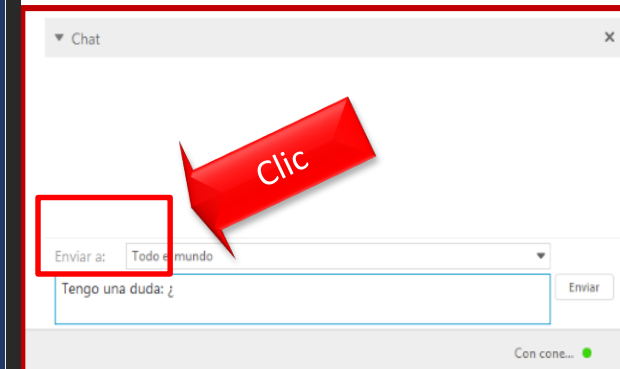 Chat
Clic
Enviar a: Todo el mundo
Tengo una duda: ¿
Enviar
Con cone...